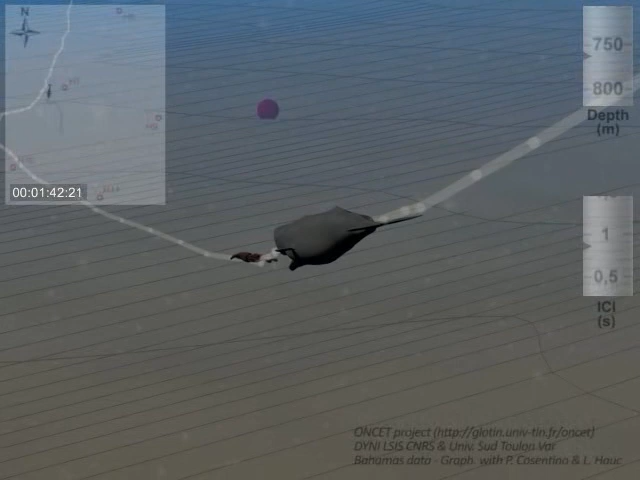 N
750
800
Depth
(m)
00:01:42:21
1
0,5
ICI
(s)
ONCET project (http://glotin.univ-tln.fr/oncet)
DYNI LSIS CNRS & Univ. Sud Toulon Var
Bahamas data - Graph. with P. Cosentino & L. Hauc